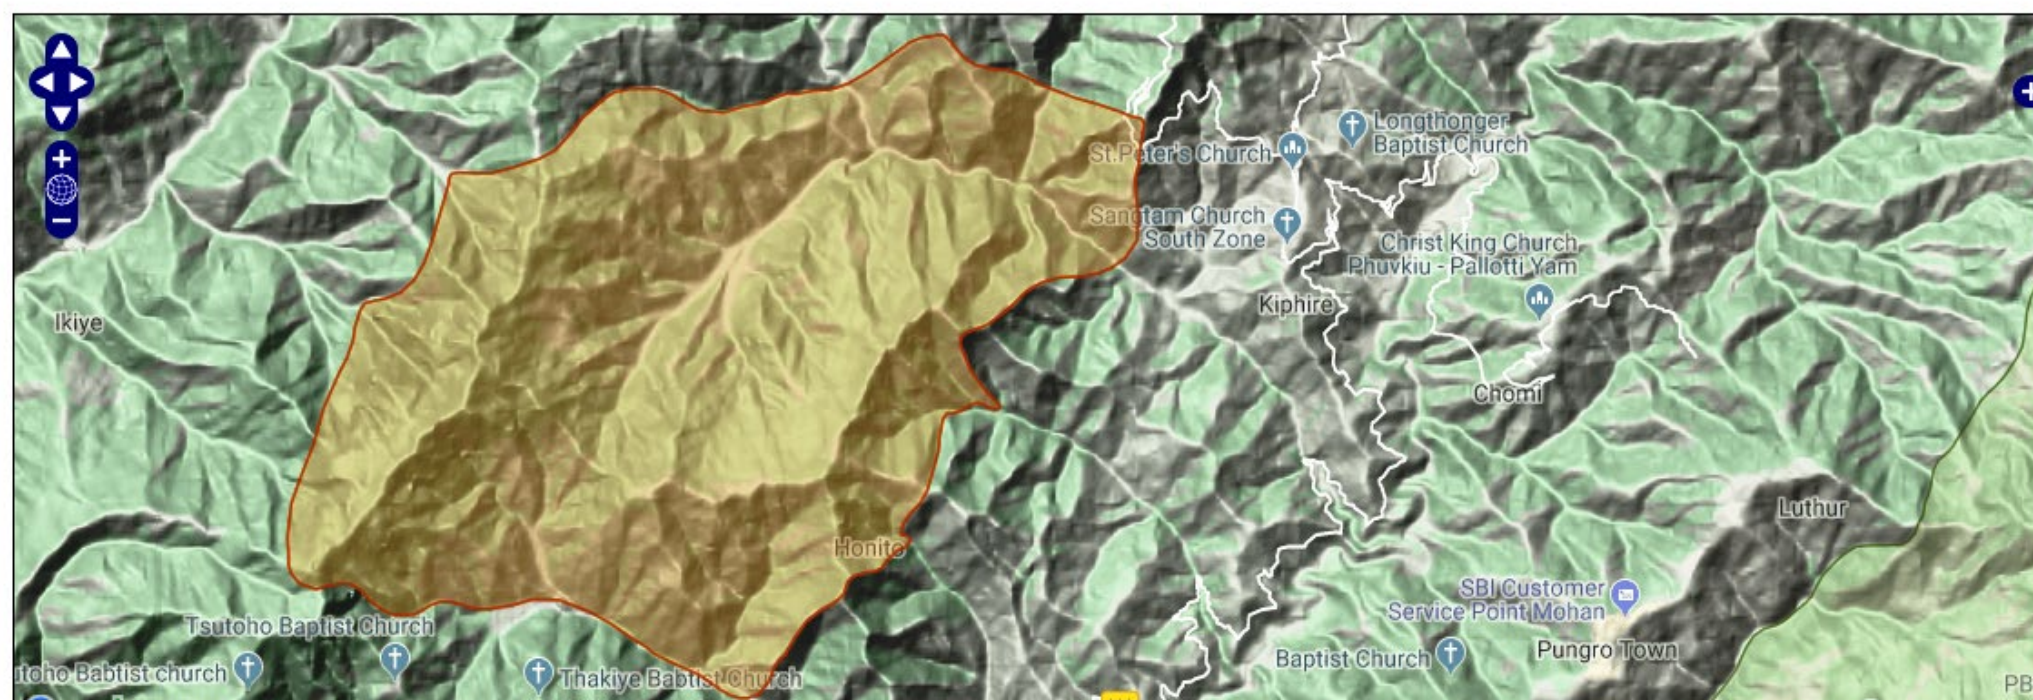 Longthonger
Baptist Church
St.Peter's Church
Sangtam Church
South Zone
Christ King Church
Phuvkiu - Pallotti Yam
Kiphire
Ikiye
Chomi
Luthur
Honito
SBI Customer
Service Point Mohan
Tsutoho Baptist Church
Pungro Town
Baptist Church
utoho Babtist church
Thakiye Babtist Church
PB